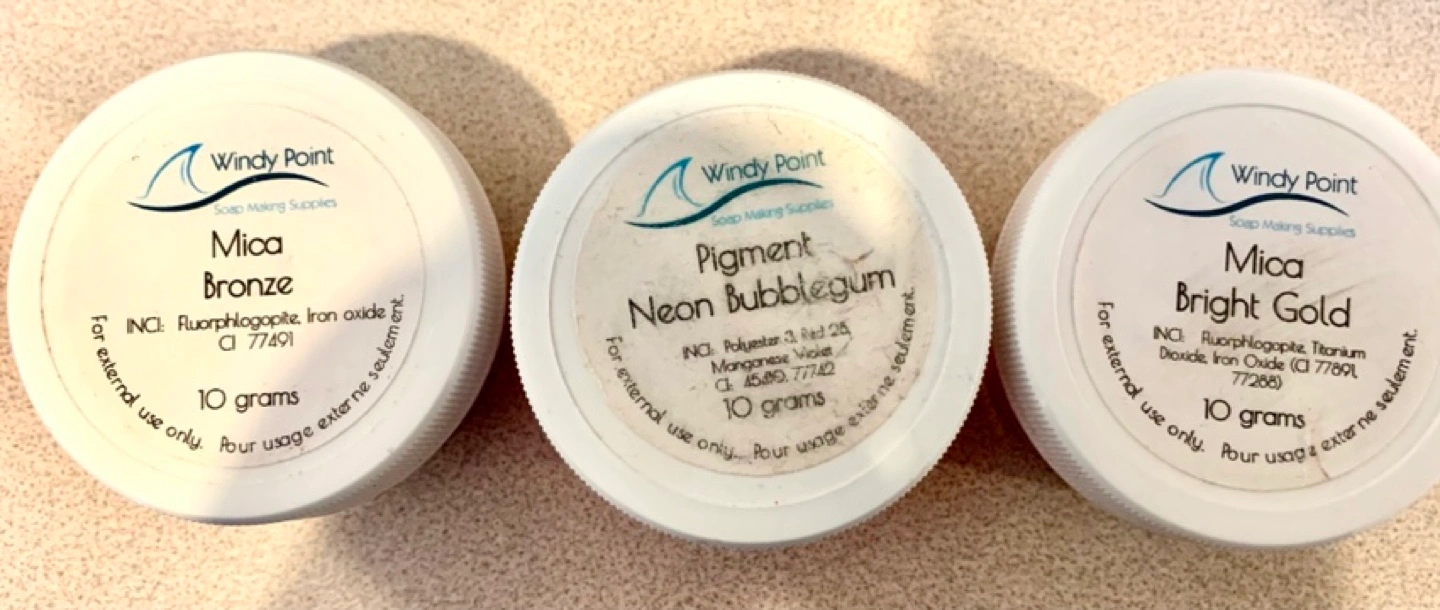 Windy Point
Soap Making Supplies
Mica
Bronze
INCI: Fluorphlogopite, Iron oxide
CI 77491
10 grams
For external use only. Pour usage externe seulement.
Windy Point
Soap Making Supplies
Pigment
Neon Bubblegum
INCI: Polyester-3, Red 28,
Manganese Violet
CI: 77742
10 grams
For external use only. Pour usage externe seulement.
Windy Point
Soap Making Supplies
Mica
Bright Gold
INCI: Fluorphlogopite, Titanium
Dioxide, Iron Oxide (CI 77891,
77288)
10 grams
For external use only. Pour usage externe seulement.